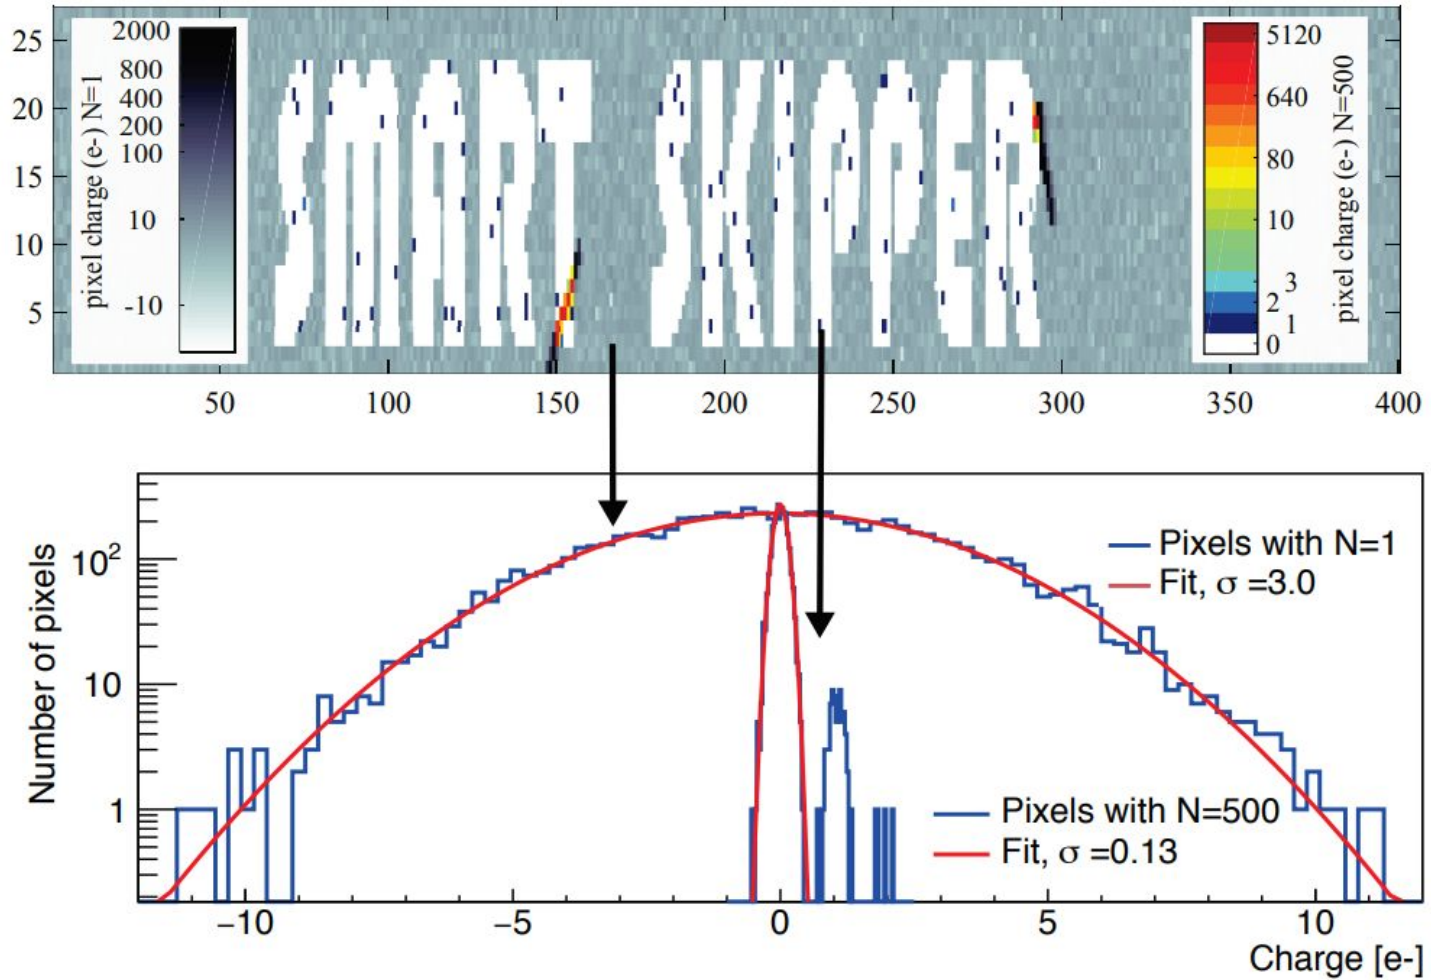 25
20
15
10
5
pixel charge (e-) N=1
2000
800
400
200
100
10
-10
SMART SKIPPER
5120
640
80
10
3
2
1
0
pixel charge (e-) N=500
50 100 150 200 250 300 350 400
Number of pixels
10²
10
1
Pixels with N=1
Fit, σ =3.0
Pixels with N=500
Fit, σ =0.13
−10 −5 0 5 10
Charge [e-]